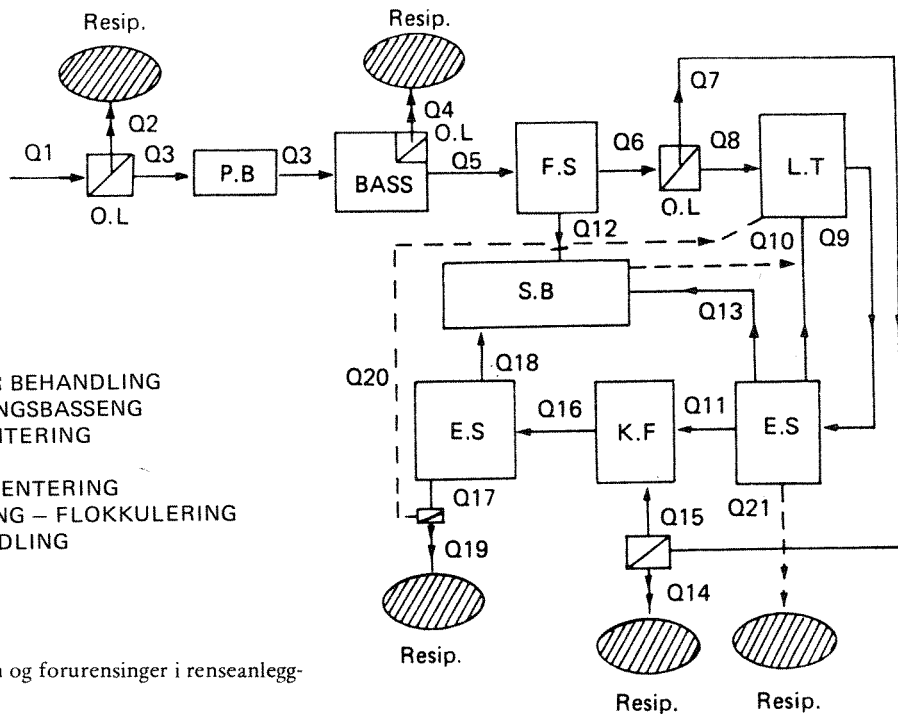 Resip.
Resip.
Q2
Q4
Q7
Q1
Q3
Q3
O.L
Q5
Q6
Q8
P.B
BASS
F.S
L.T
O.L
O.L
Q12
Q10
Q9
S.B
Q13
Q18
Q20
R BEHANDLING
NGSBASSENG
NTERING
ENTERING
NG – FLOKKULERING
DLING
E.S
Q16
K.F
Q11
E.S
Q17
Q15
Q21
Q19
Q14
Resip.
n og forurensinger i renseanlegg-
Resip.
Resip.